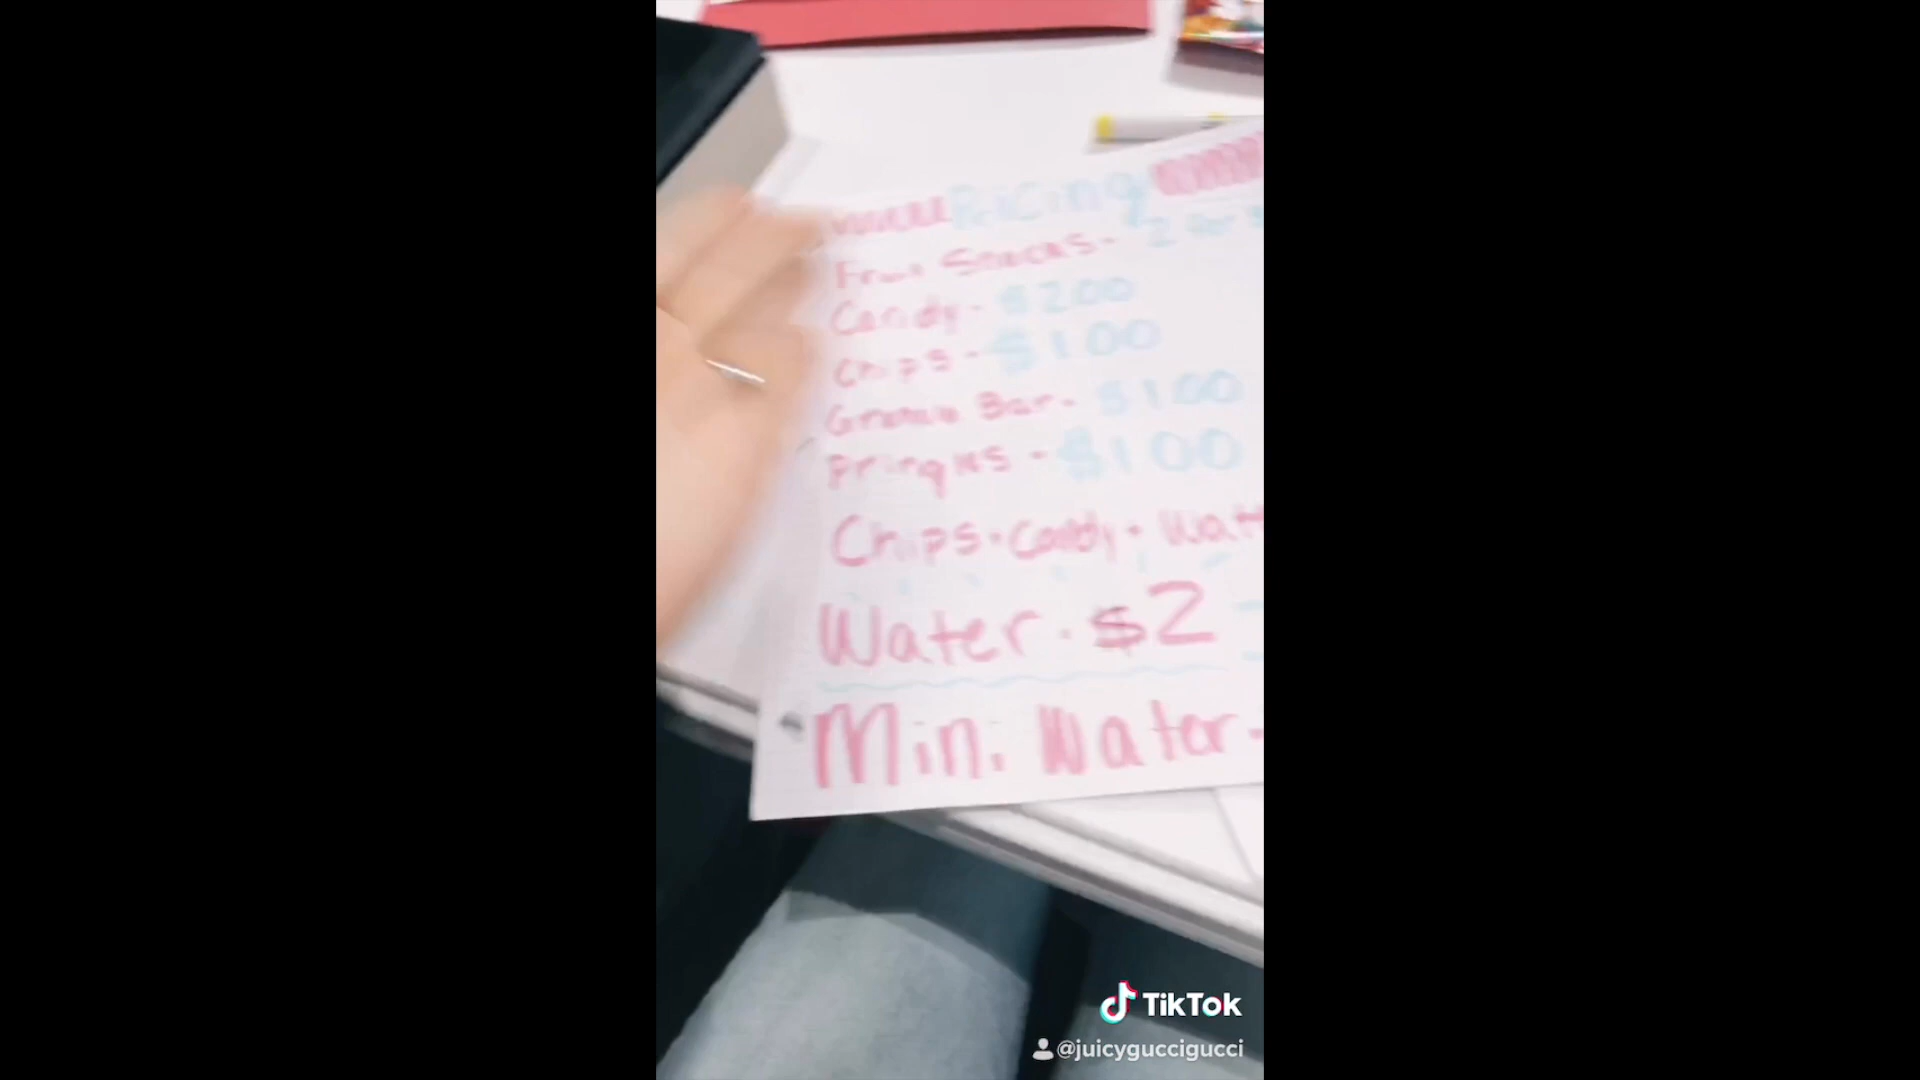 Pricing
Fruit Snacks - 2 for $
Candy - $2.00
Chips - $1.00
Granola Bar - $1.00
Pringles - $1.00
Chips · Candy · Wat
Water · $2
Mini Water -
TikTok
@juicyguccigucci